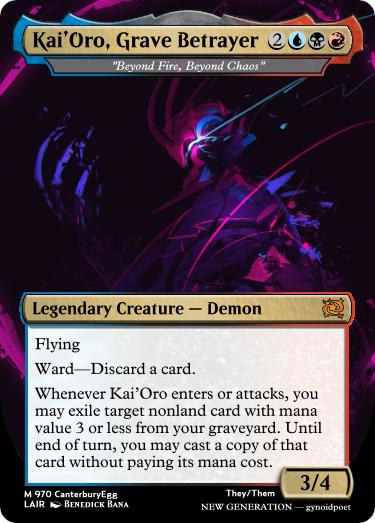 Kai'Oro, Grave Betrayer 2
"Beyond Fire, Beyond Chaos"
Legendary Creature — Demon
Flying
Ward—Discard a card.
Whenever Kai'Oro enters or attacks, you
may exile target nonland card with mana
value 3 or less from your graveyard. Until
end of turn, you may cast a copy of that
card without paying its mana cost.
3/4
M 970 CanterburyEgg
They/Them
LAIR BENEDICK BANA
NEW GENERATION — gynoidpoet